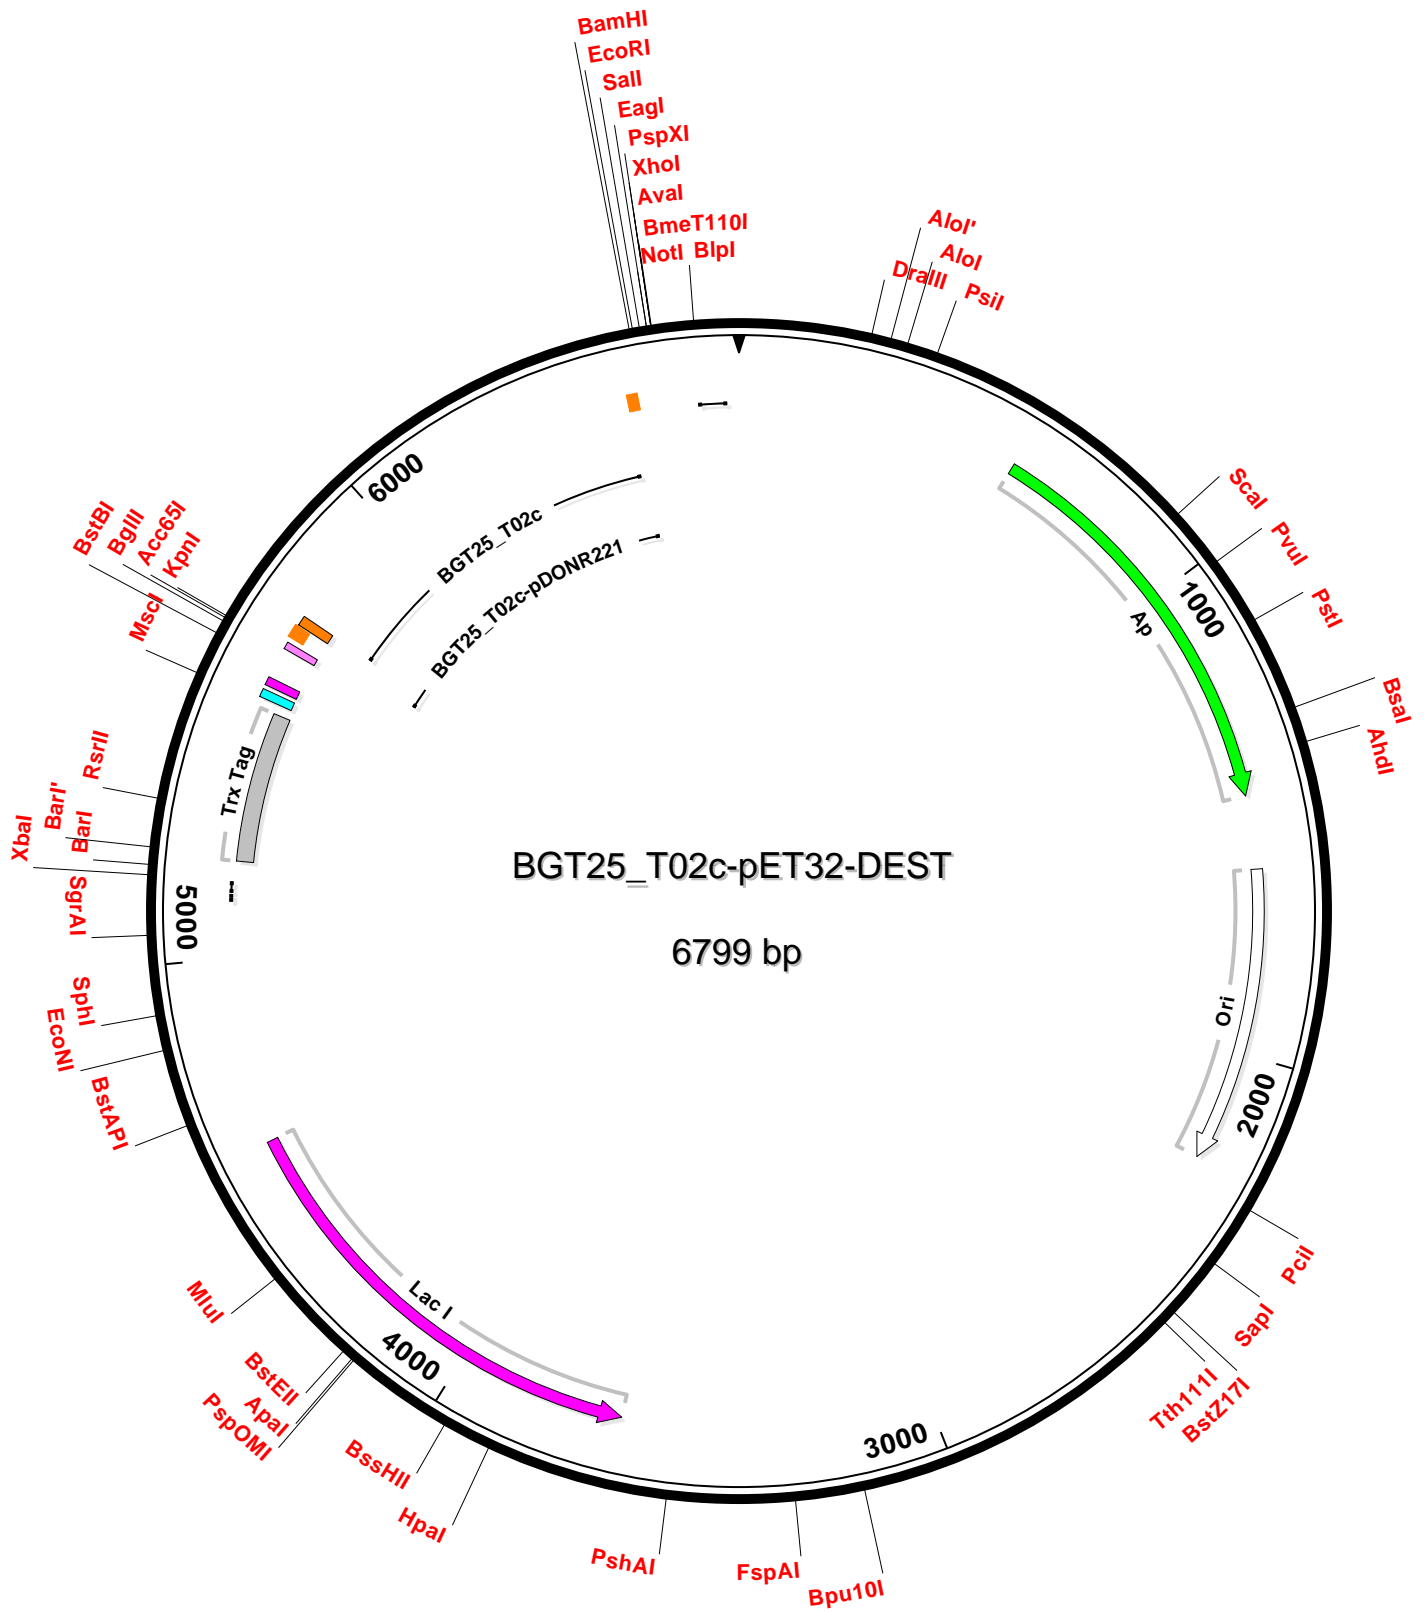 BamHI
EcoRI
SalI
EagI
PspXI
XhoI
AvaI
BmeT110I
NotI
BlpI
AloI'
AloI
DraIII
PsiI
ScaI
PvuI
PstI
BsaI
AhdI
PciI
SapI
Tth111I
BstZ17I
Bpu10I
FspAI
PshAI
HpaI
BssHII
PspOMI
ApaI
BstEII
MluI
BstAPI
EcoNI
SphI
SgrAI
XbaI
BarI
BarI'
RsrII
MscI
BstBI
BglII
Acc65I
KpnI
1000
2000
3000
4000
5000
6000
Ap
Ori
Lac I
Trx Tag
BGT25_T02c
BGT25_T02c-pDONR221
BGT25_T02c-pET32-DEST
6799 bp